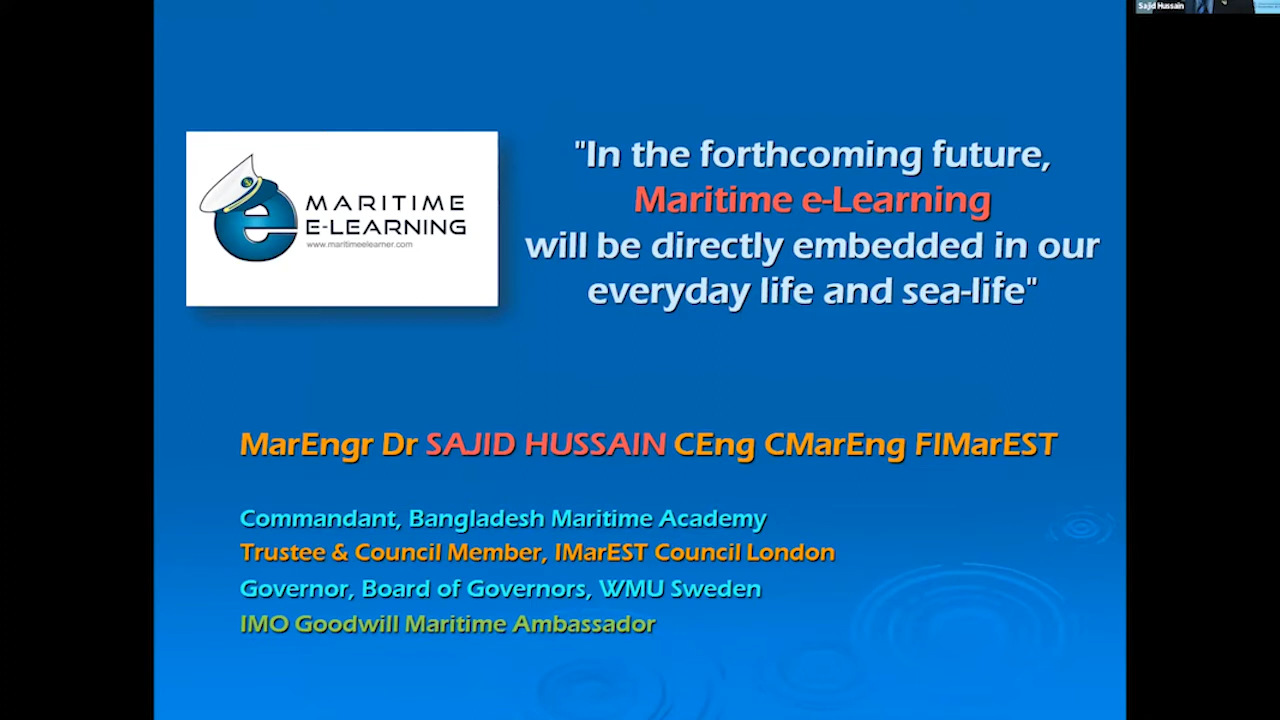 Sajid Hussain
MARITIME
E-LEARNING
www.maritimeelearner.com
"In the forthcoming future,
Maritime e-Learning
will be directly embedded in our
everyday life and sea-life"
MarEngr Dr SAJID HUSSAIN CEng CMarEng FIMarEST
Commandant, Bangladesh Maritime Academy
Trustee & Council Member, IMarEST Council London
Governor, Board of Governors, WMU Sweden
IMO Goodwill Maritime Ambassador